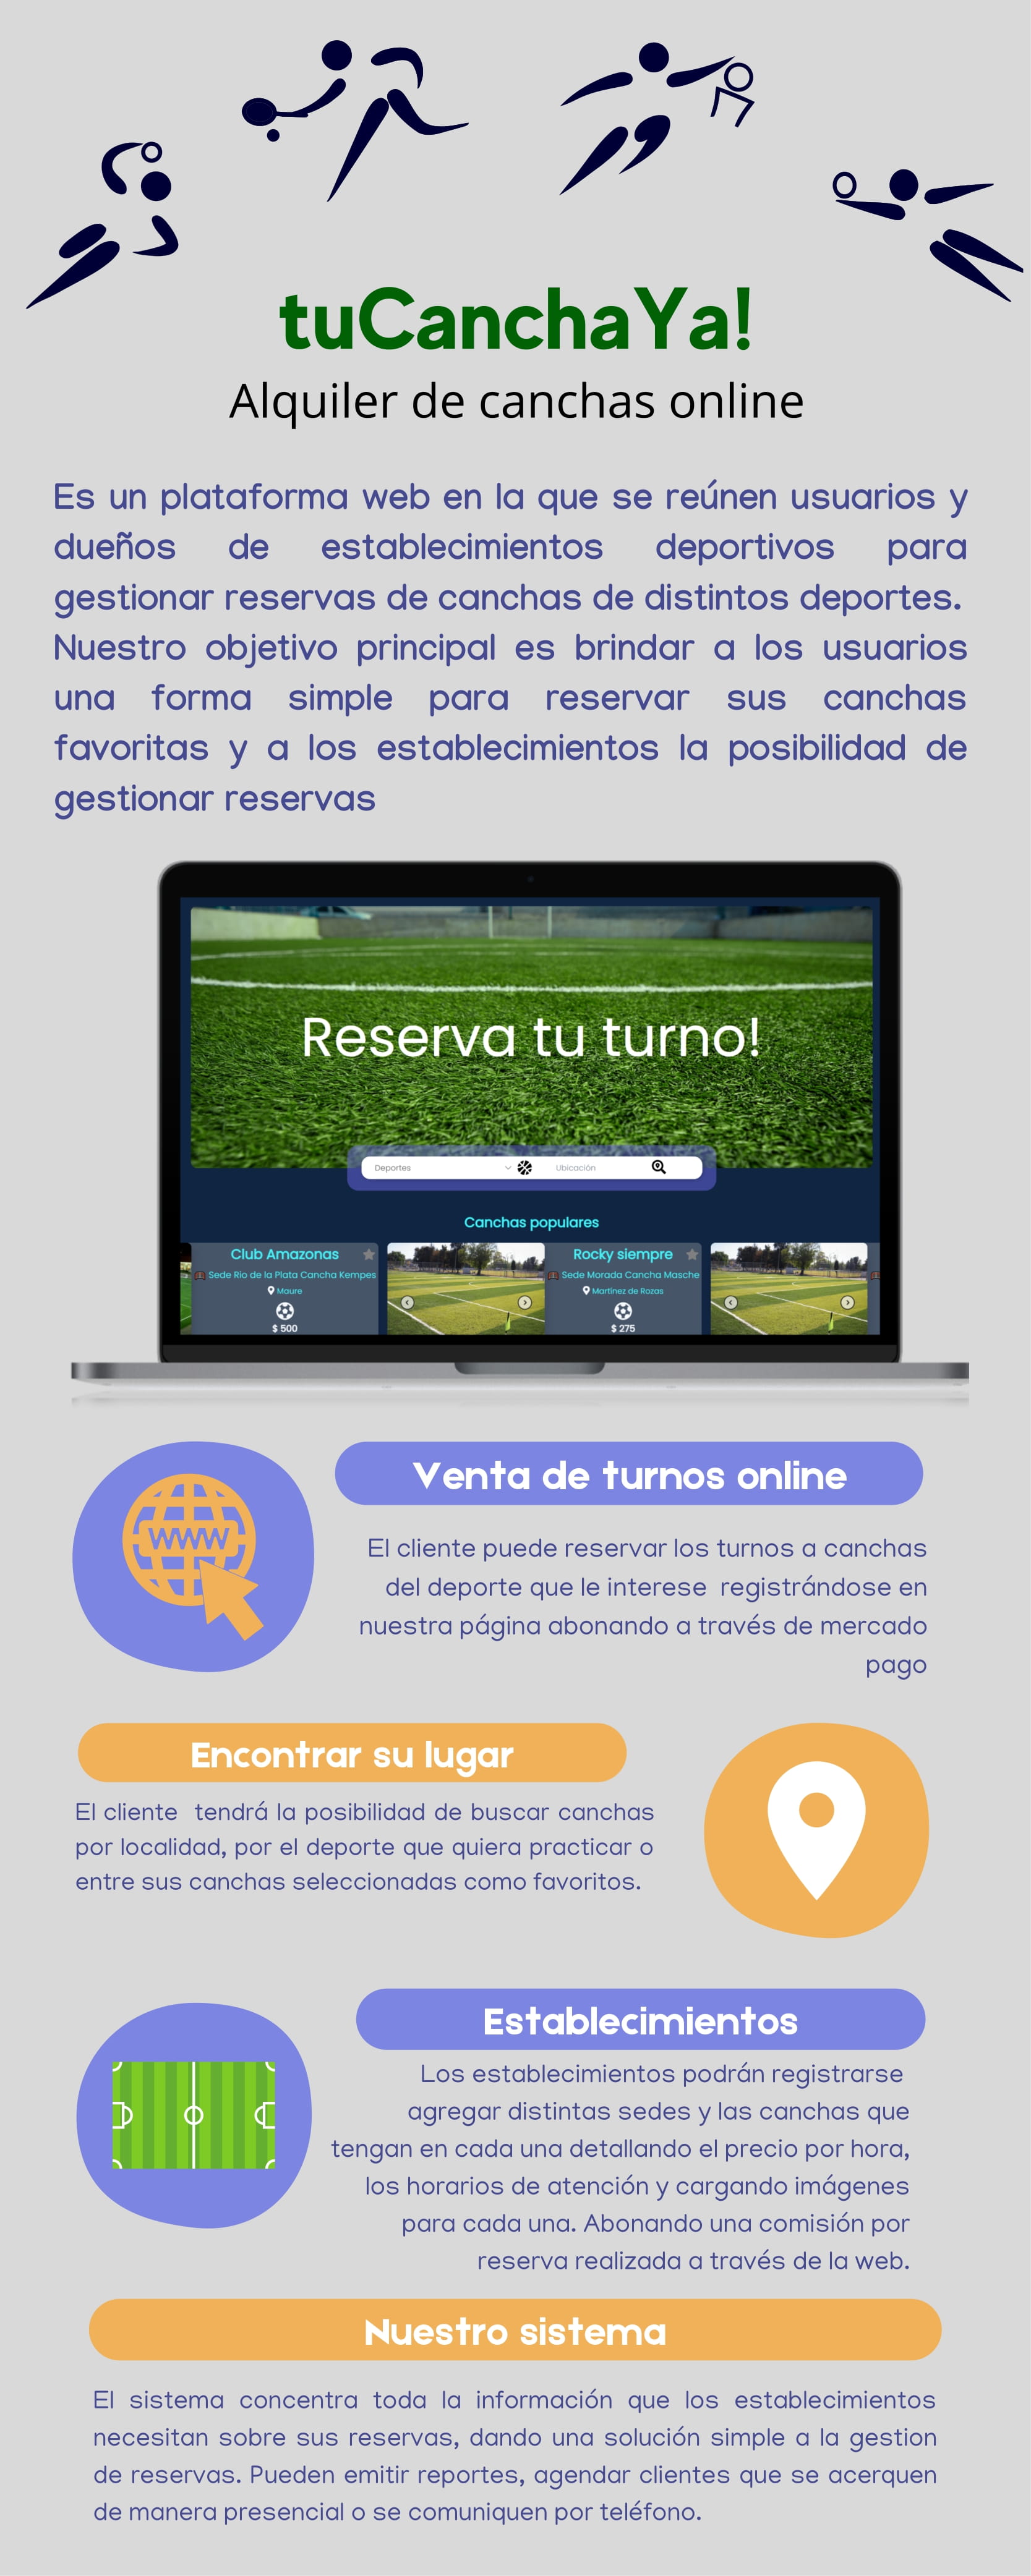 tuCanchaYa!
Alquiler de canchas online
Es un plataforma web en la que se reúnen usuarios y
dueños de establecimientos deportivos para
gestionar reservas de canchas de distintos deportes.
Nuestro objetivo principal es brindar a los usuarios
una forma simple para reservar sus canchas
favoritas y a los establecimientos la posibilidad de
gestionar reservas
Reserva tu turno!
Deportes
Ubicación
Canchas populares
Club Amazonas
Sede Rio de la Plata Cancha Kempes
Maure
$ 500
Rocky siempre
Sede Morada Cancha Masche
Martínez de Rozas
$ 275
Venta de turnos online
www
El cliente puede reservar los turnos a canchas
del deporte que le interese registrándose en
nuestra página abonando a través de mercado
pago
Encontrar su lugar
El cliente tendrá la posibilidad de buscar canchas
por localidad, por el deporte que quiera practicar o
entre sus canchas seleccionadas como favoritos.
Establecimientos
Los establecimientos podrán registrarse
agregar distintas sedes y las canchas que
tengan en cada una detallando el precio por hora,
los horarios de atención y cargando imágenes
para cada una. Abonando una comisión por
reserva realizada a través de la web.
Nuestro sistema
El sistema concentra toda la información que los establecimientos
necesitan sobre sus reservas, dando una solución simple a la gestion
de reservas. Pueden emitir reportes, agendar clientes que se acerquen
de manera presencial o se comuniquen por teléfono.